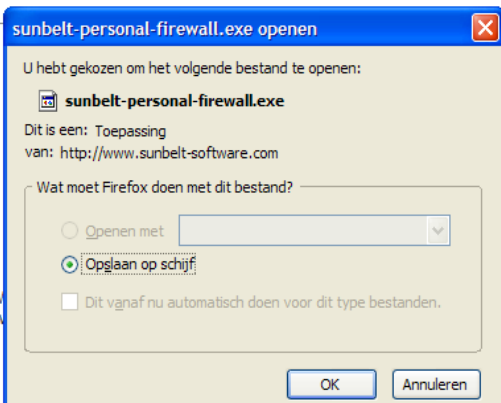 sunbelt-personal-firewall.exe openen
U hebt gekozen om het volgende bestand te openen:
sunbelt-personal-firewall.exe
Dit is een: Toepassing
van: http://www.sunbelt-software.com
Wat moet Firefox doen met dit bestand?
Openen met
Opslaan op schijf
Dit vanaf nu automatisch doen voor dit type bestanden.
OK Annuleren